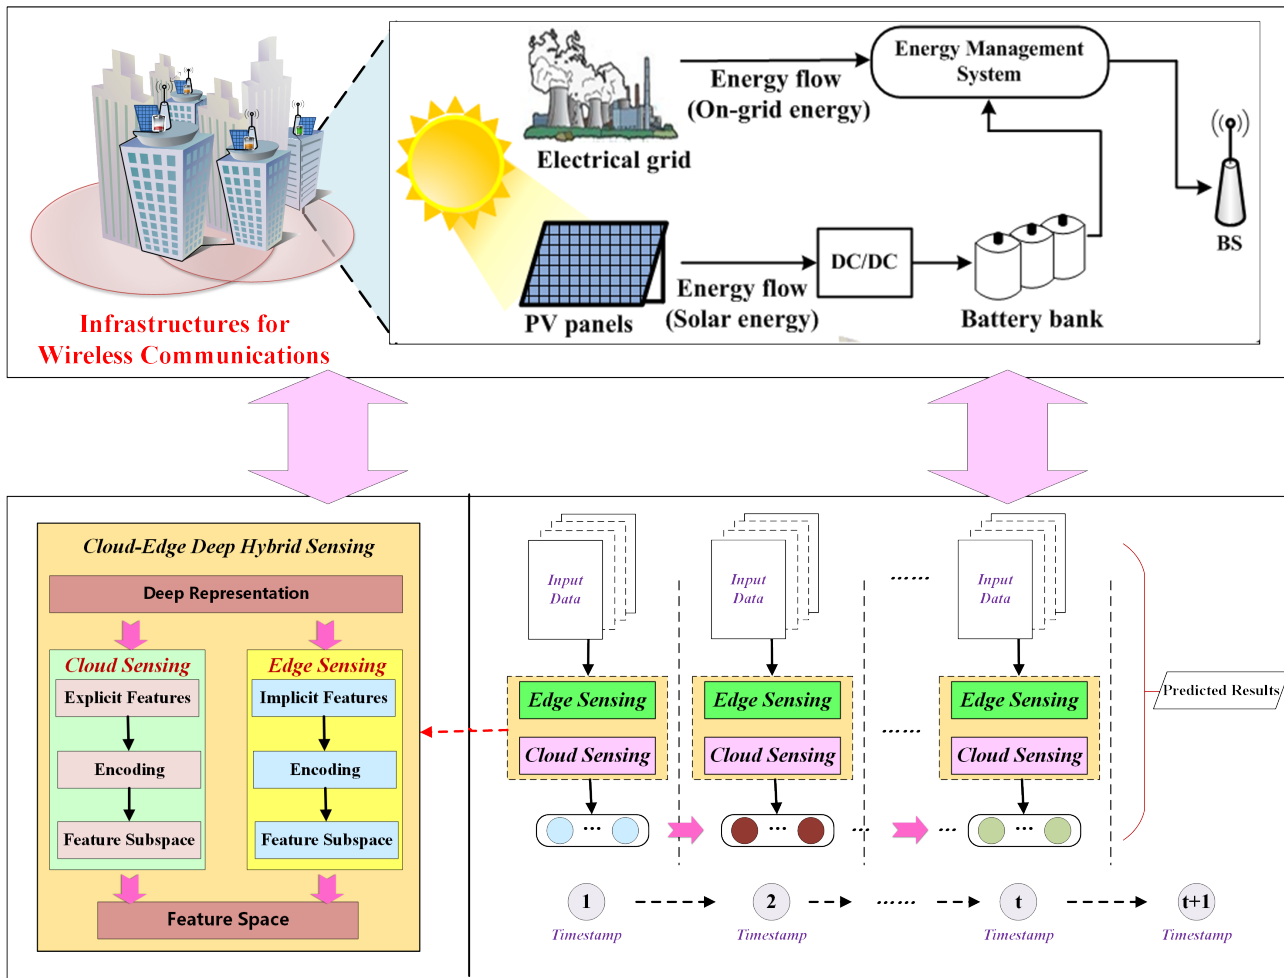 Energy Management
System
Energy flow
(On-grid energy)
Electrical grid
BS
DC/DC
Energy flow
(Solar energy)
PV panels
Battery bank
Infrastructures for
Wireless Communications
Cloud-Edge Deep Hybrid Sensing
Deep Representation
Cloud Sensing
Explicit Features
Encoding
Feature Subspace
Edge Sensing
Implicit Features
Encoding
Feature Subspace
Feature Space
Input
Data
Input
Data
......
Input
Data
Edge Sensing
Edge Sensing
Edge Sensing
Predicted Results
......
Cloud Sensing
Cloud Sensing
Cloud Sensing
...
...
...
...
...
1
2
......
t
t+1
Timestamp
Timestamp
Timestamp
Timestamp